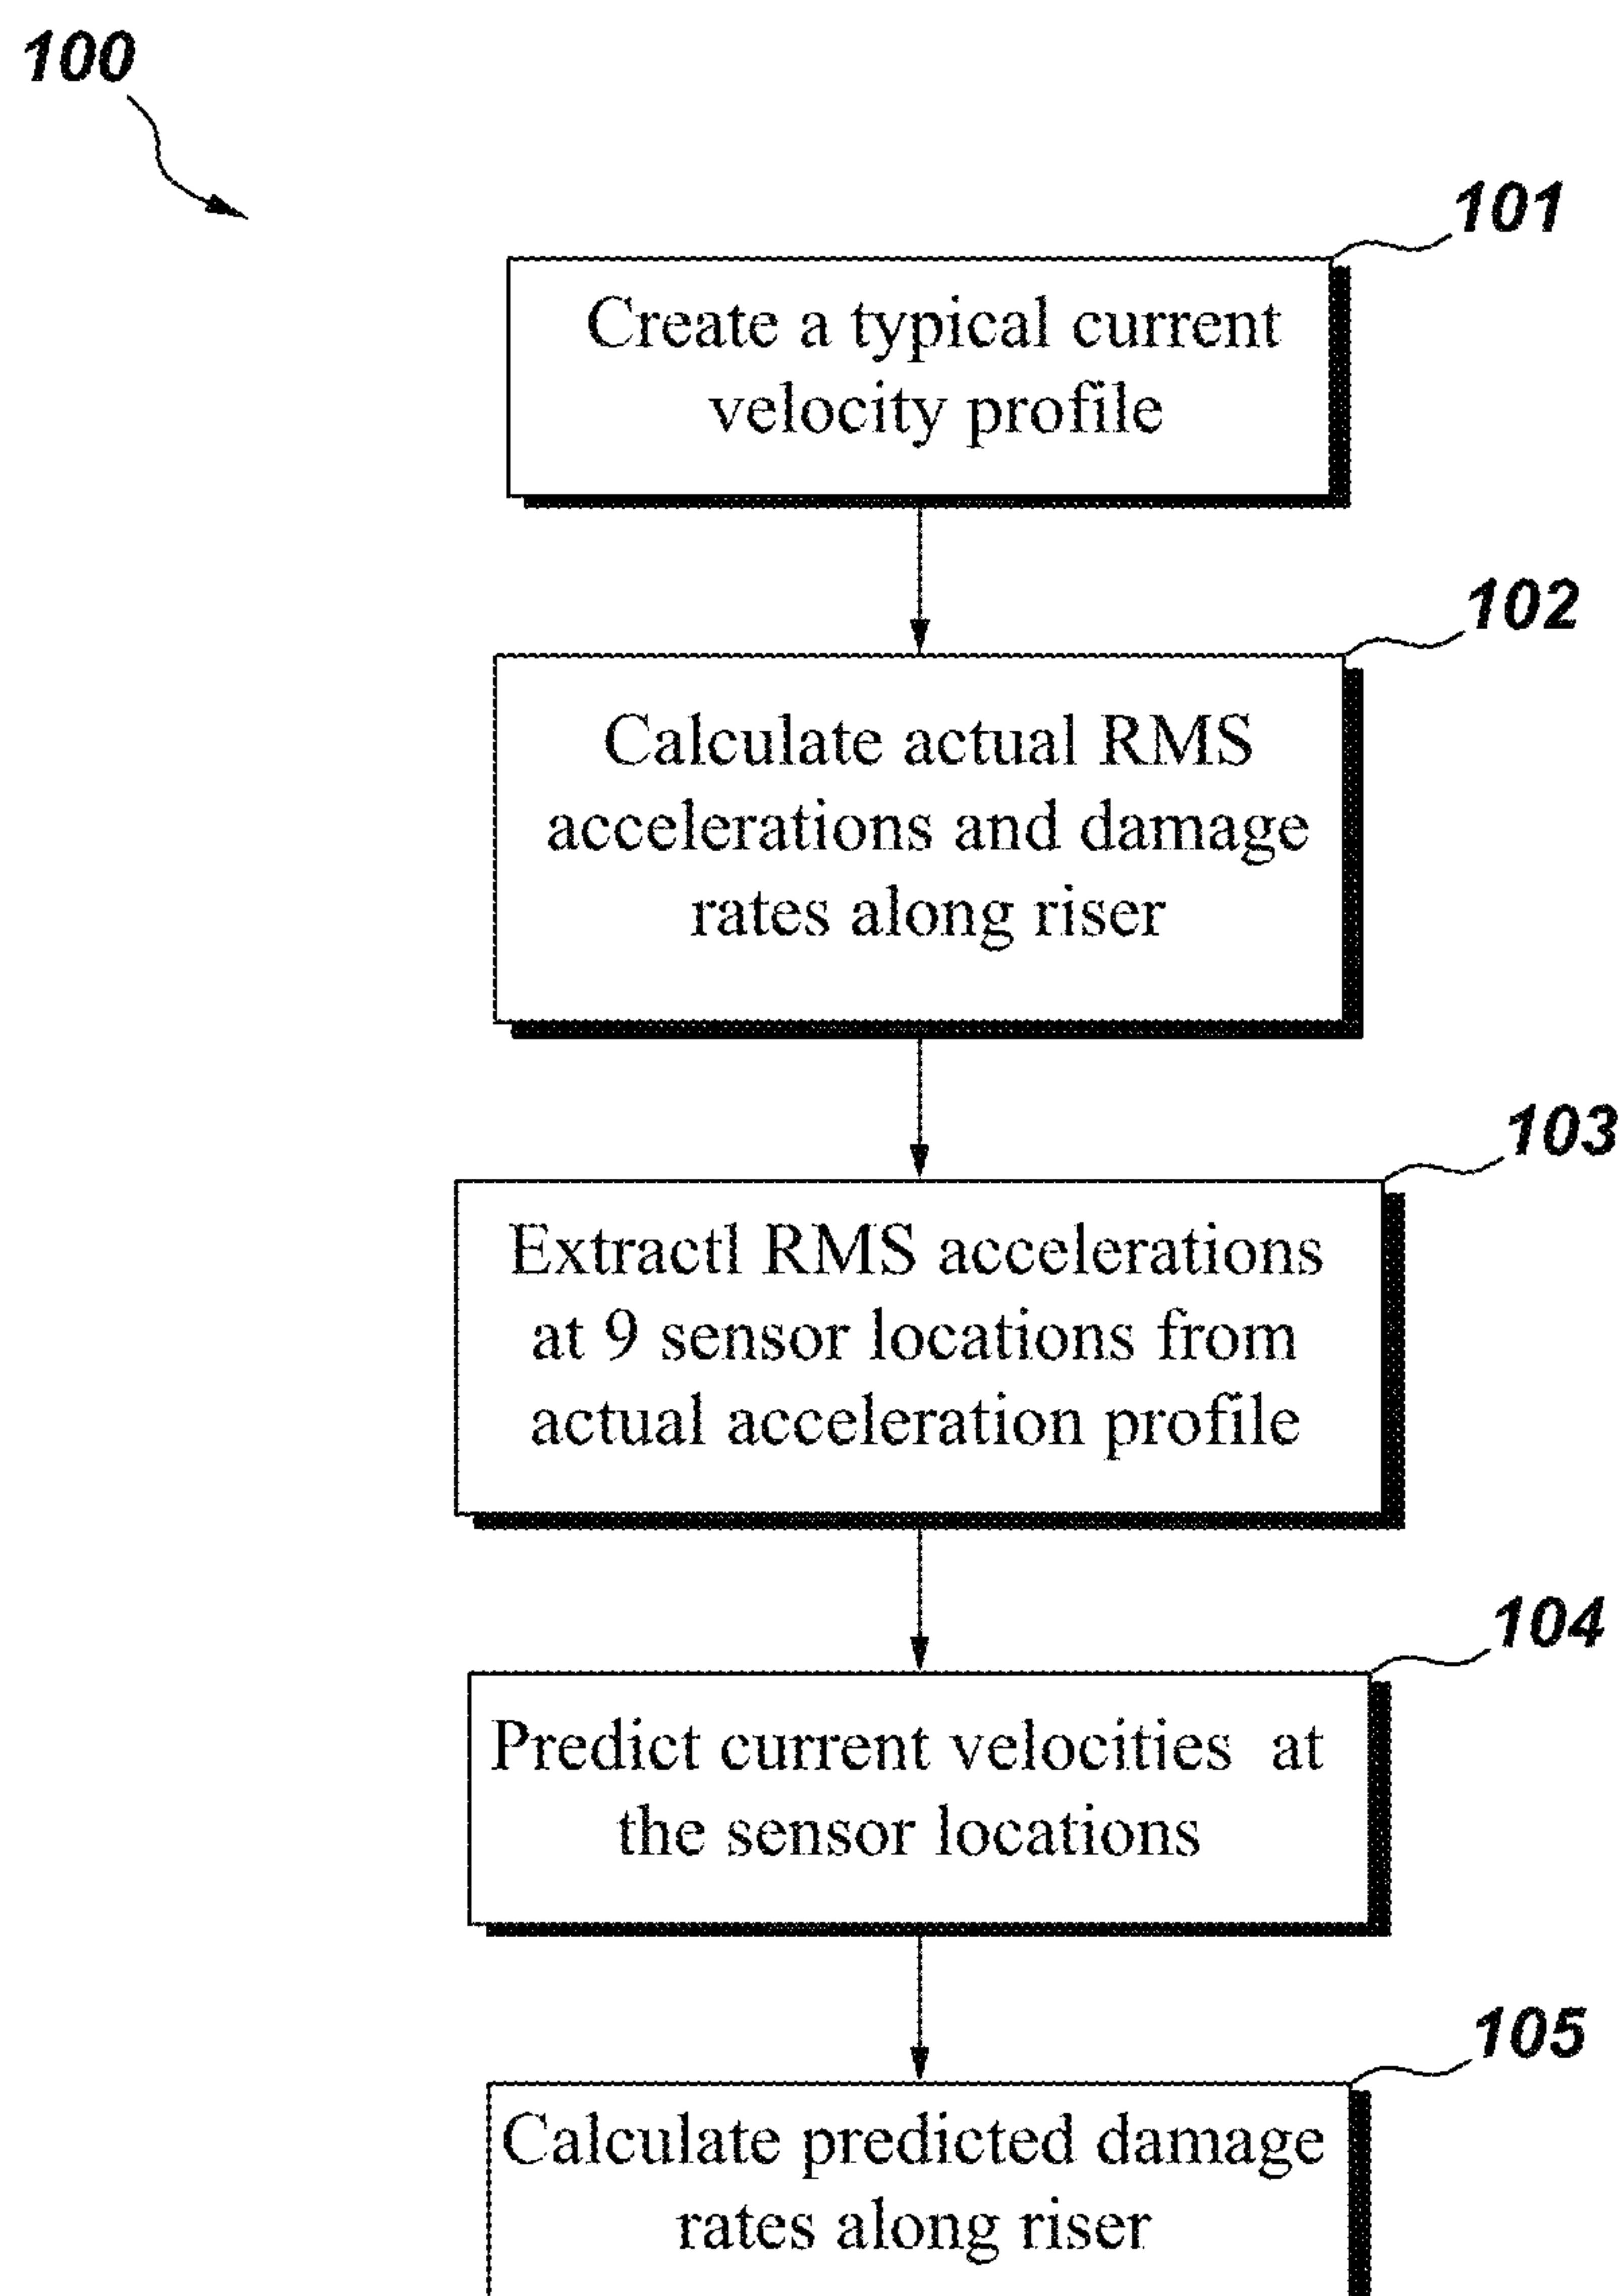 100
101
Create a typical current
velocity profile
102
Calculate actual RMS
accelerations and damage
rates along riser
103
Extractl RMS accelerations
at 9 sensor locations from
actual acceleration profile
104
Predict current velocities at
the sensor locations
105
Calculate predicted damage
rates along riser